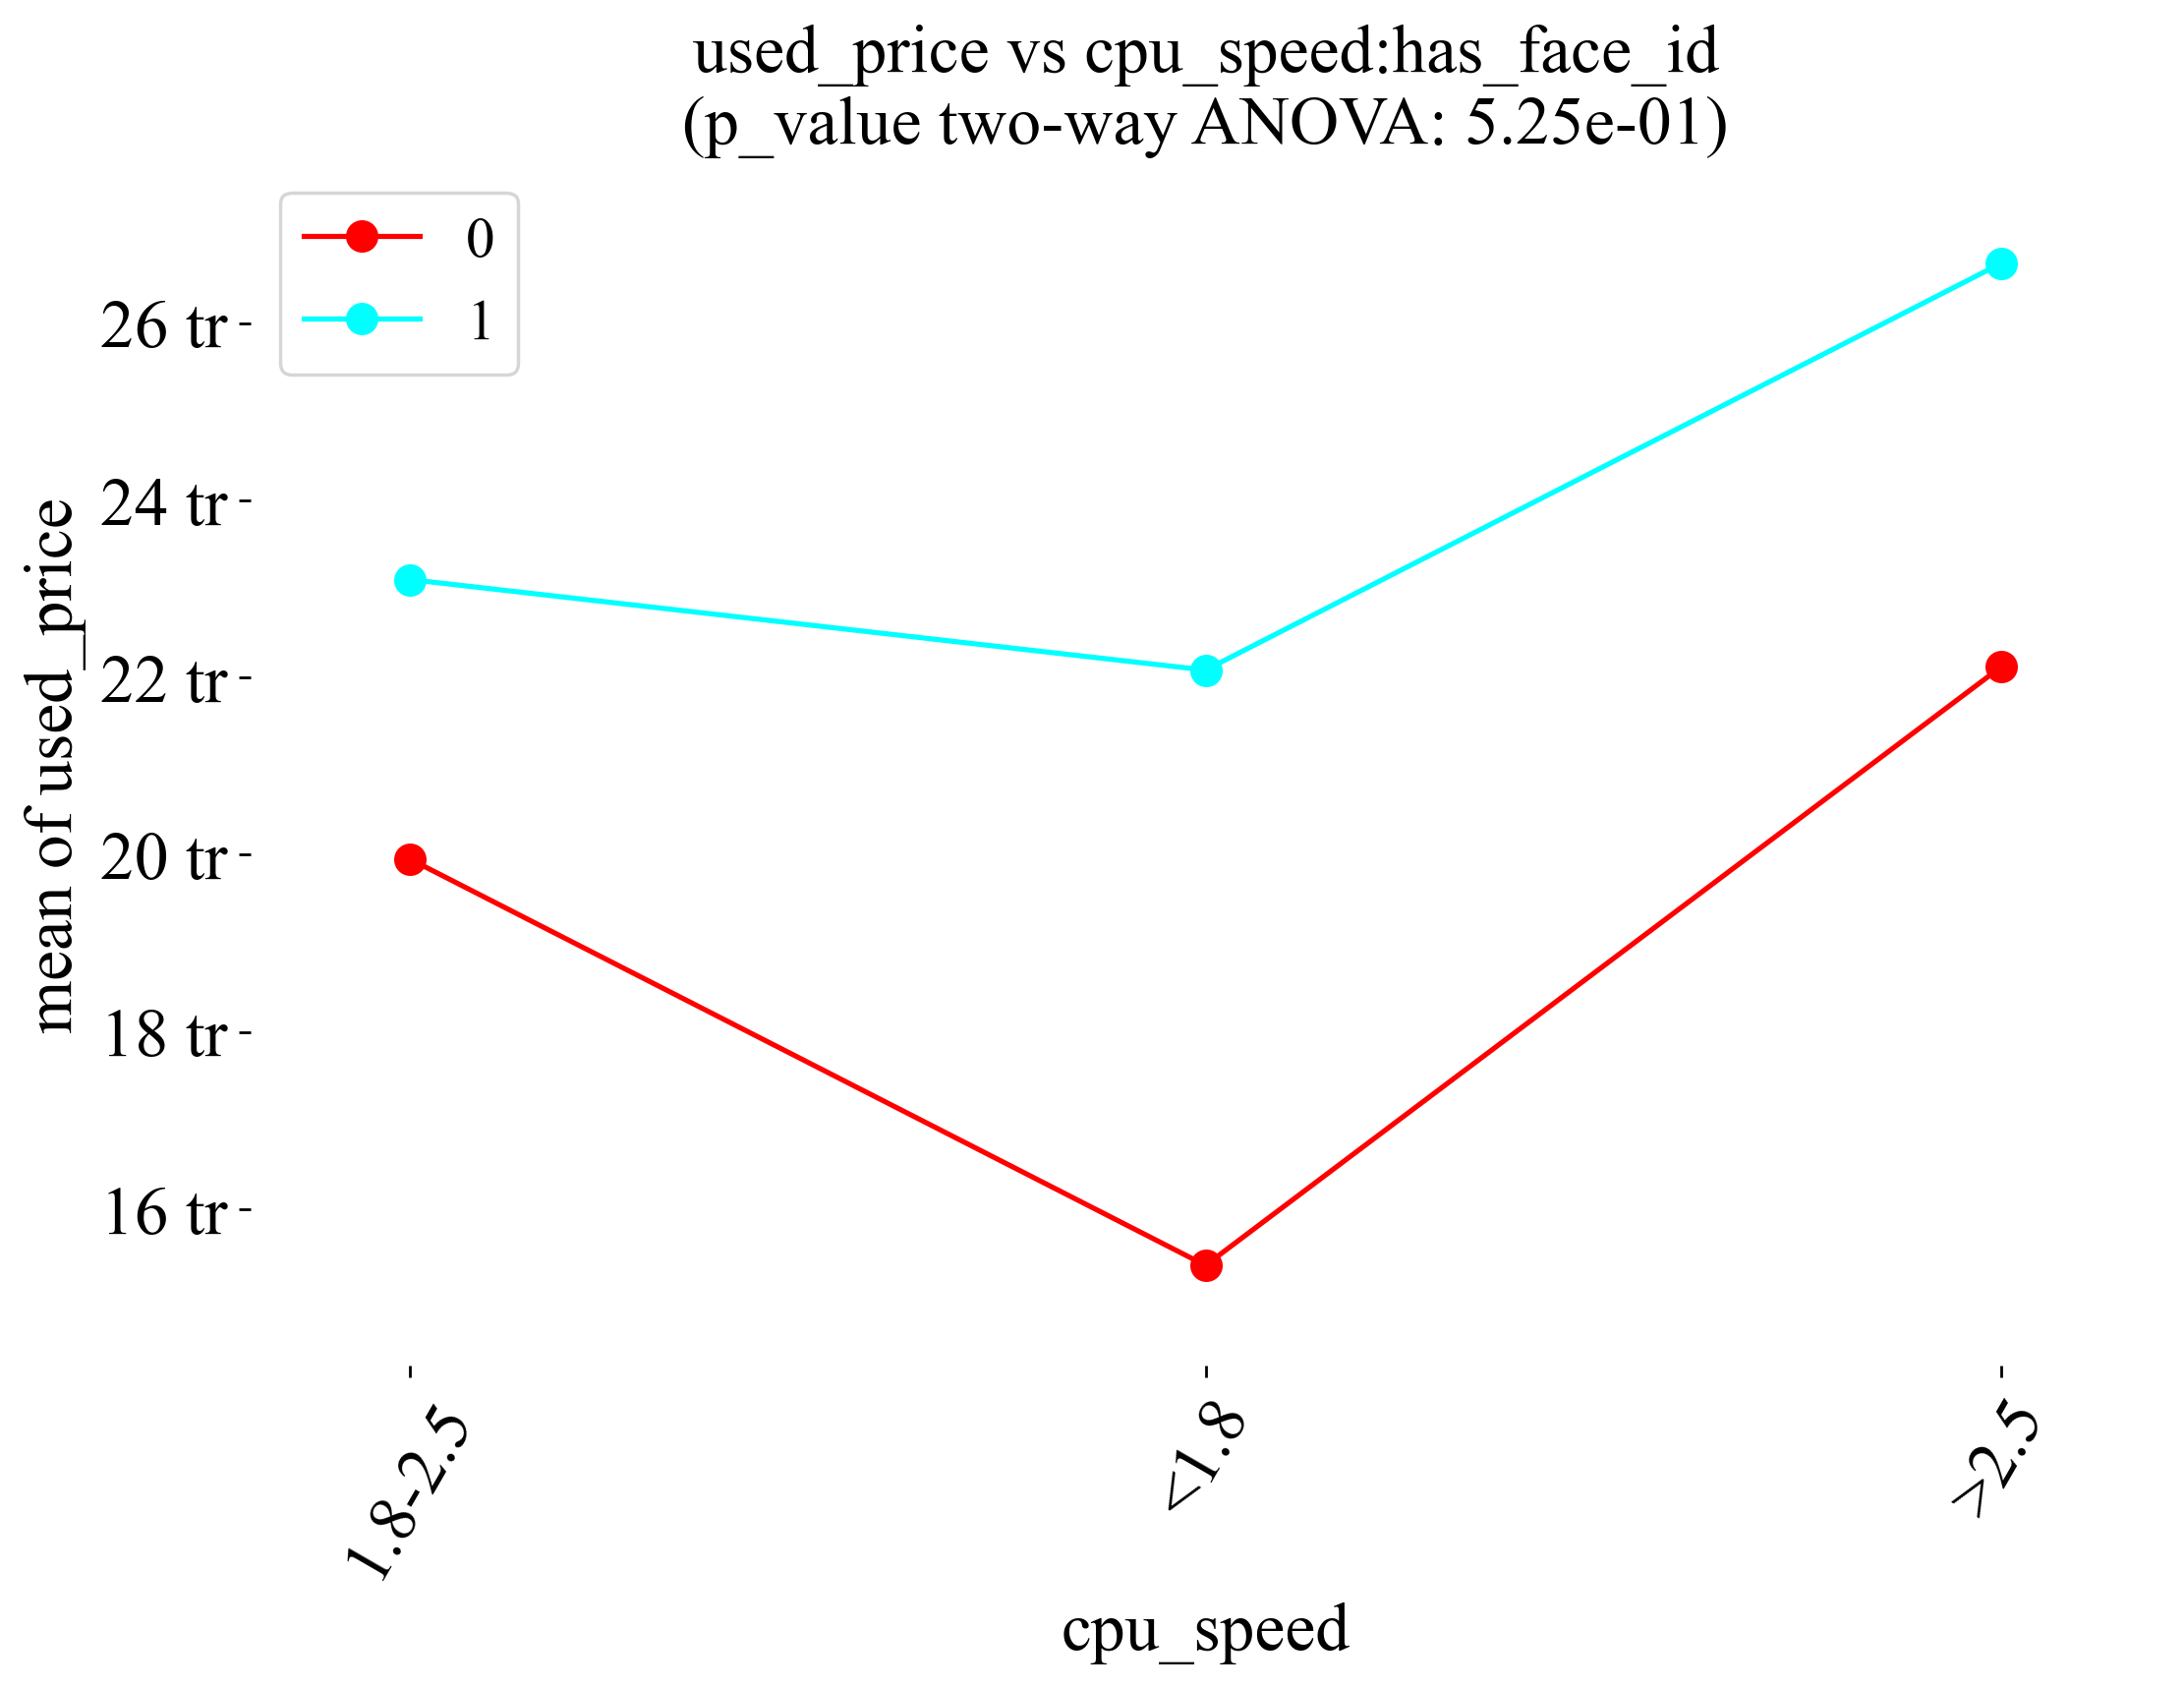 used_price vs cpu_speed:has_face_id
(p_value two-way ANOVA: 5.25e-01)
0
1
mean of used_price
26 tr
24 tr
22 tr
20 tr
18 tr
16 tr
1.8-2.5
<1.8
>2.5
cpu_speed